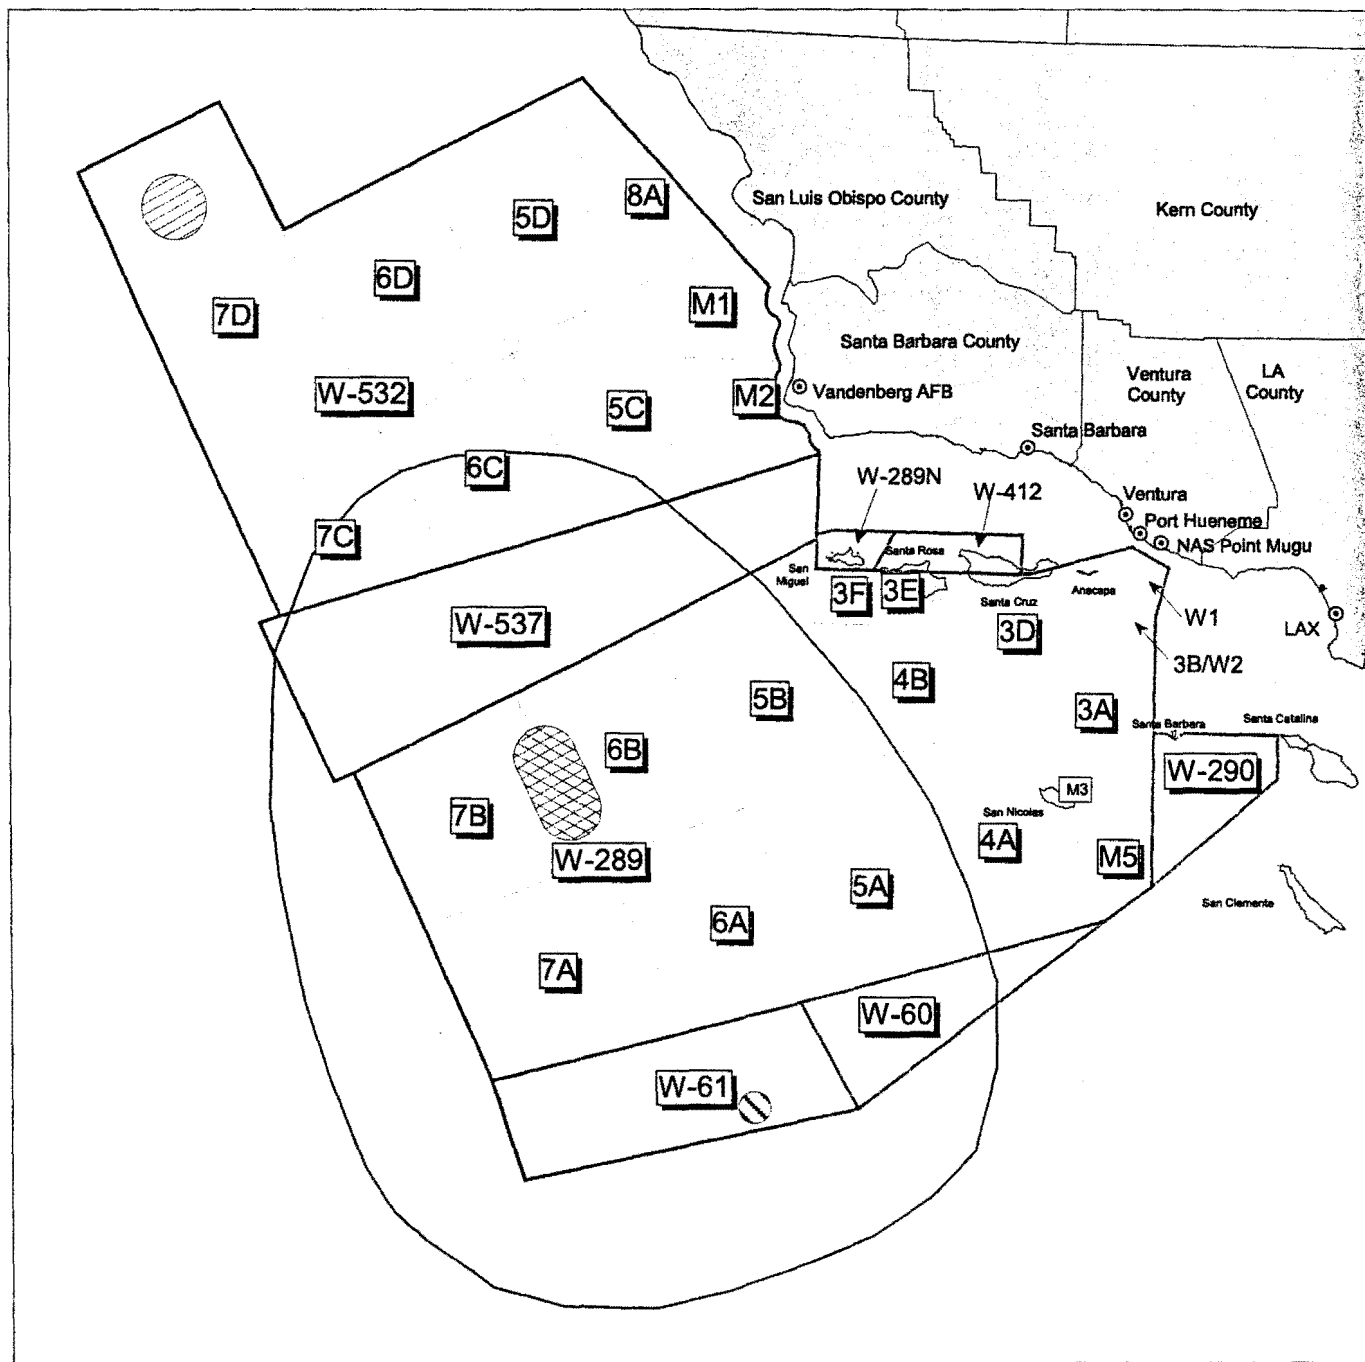 San Luis Obispo County
Kern County
8A
5D
6D
7D
M1
Santa Barbara County
W-532
5C
M2
Vandenberg AFB
Ventura
County
LA
County
Santa Barbara
6C
W-289N
W-412
Ventura
Port Hueneme
NAS Point Mugu
7C
Santa Rosa
San
Miguel
3F
3E
Santa Cruz
Anacapa
W1
LAX
W-537
3D
3B/W2
4B
5B
3A
Santa Barbara
Santa Catalina
6B
W-290
M3
7B
San Nicolas
4A
M5
W-289
5A
San Clemente
6A
7A
W-60
W-61